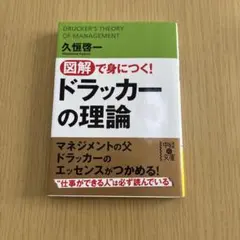 DRUCKER'S THEORY
OF MANAGEMENT
久恒啓一
図解で身につく!
ドラッカー
の理論
マネジメントの父
ドラッカーの
エッセンスがつかめる!
"仕事ができる人"は必ず読んでいる
中経の文庫